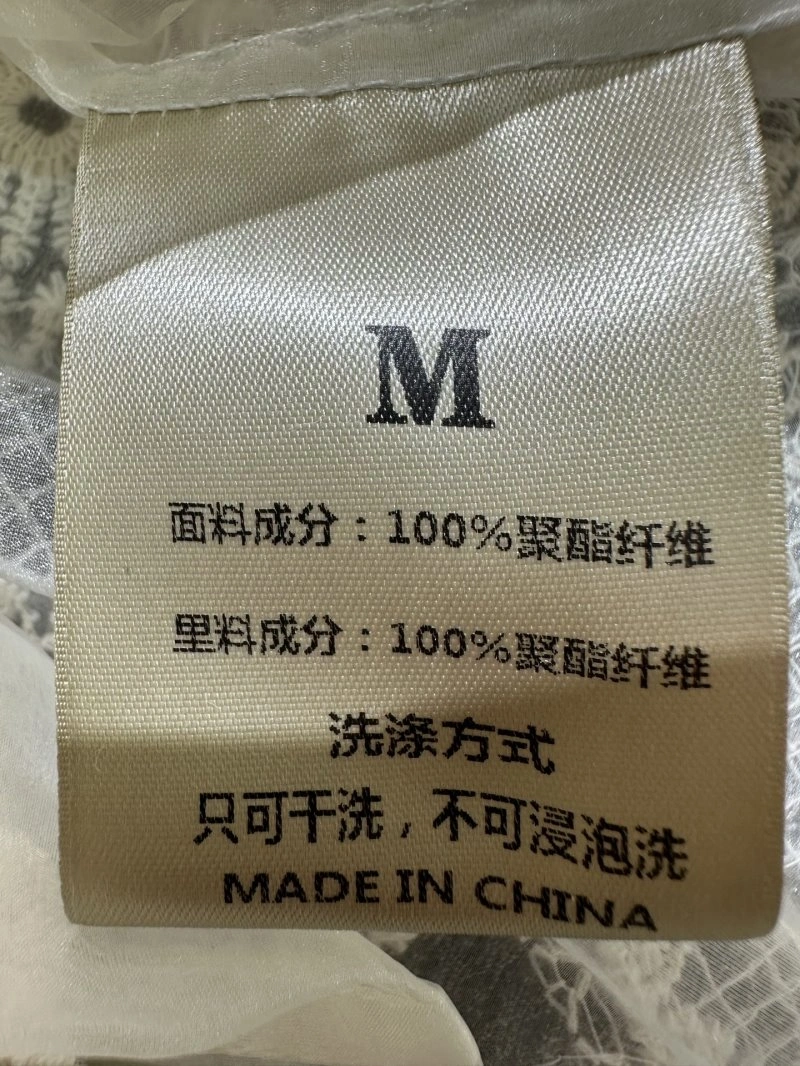 M
面料成分：100%聚酯纤维
里料成分：100%聚酯纤维
洗涤方式
只可干洗，不可浸泡洗
MADE IN CHINA